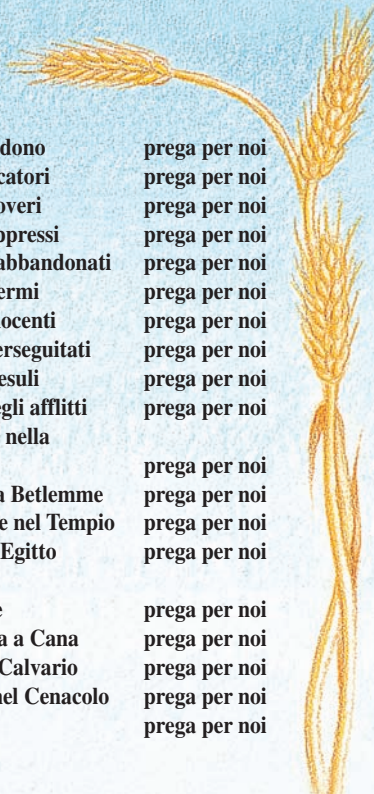 dono prega per noi
catori prega per noi
overi prega per noi
ppressi prega per noi
abbandonati prega per noi
ermi prega per noi
ocenti prega per noi
erseguitati prega per noi
esuli prega per noi
egli afflitti prega per noi
nella
prega per noi
a Betlemme prega per noi
e nel Tempio prega per noi
Egitto prega per noi
e prega per noi
a a Cana prega per noi
Calvario prega per noi
nel Cenacolo prega per noi
prega per noi